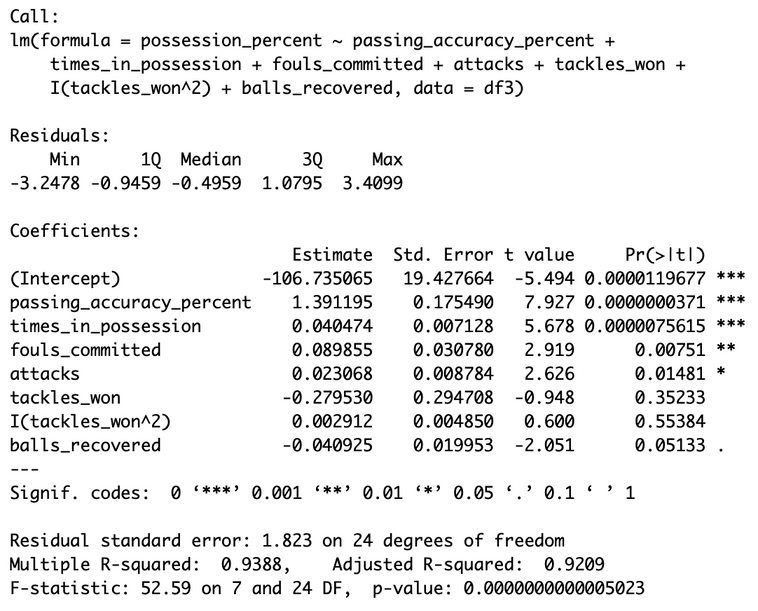 Call:
lm(formula = possession_percent ~ passing_accuracy_percent +
    times_in_possession + fouls_committed + attacks + tackles_won +
    I(tackles_won^2) + balls_recovered, data = df3)

Residuals:
    Min      1Q  Median      3Q     Max
-3.2478 -0.9459 -0.4959  1.0795  3.4099

Coefficients:
                           Estimate  Std. Error t value     Pr(>|t|)
(Intercept)             -106.735065   19.427664  -5.494 0.0000119677 ***
passing_accuracy_percent    1.391195    0.175490   7.927 0.0000000371 ***
times_in_possession         0.040474    0.007128   5.678 0.0000075615 ***
fouls_committed             0.089855    0.030780   2.919      0.00751 **
attacks                     0.023068    0.008784   2.626      0.01481 *
tackles_won                -0.279530    0.294708  -0.948      0.35233
I(tackles_won^2)            0.002912    0.004850   0.600      0.55384
balls_recovered            -0.040925    0.019953  -2.051      0.05133 .
---
Signif. codes:  0 ‘***’ 0.001 ‘**’ 0.01 ‘*’ 0.05 ‘.’ 0.1 ‘ ’ 1

Residual standard error: 1.823 on 24 degrees of freedom
Multiple R-squared:  0.9388,    Adjusted R-squared:  0.9209
F-statistic: 52.59 on 7 and 24 DF,  p-value: 0.0000000000005023